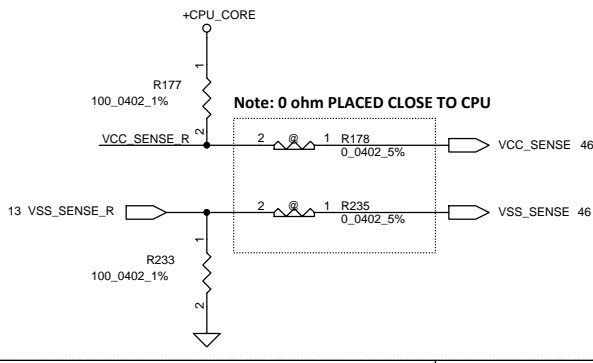 +CPU_CORE
1
R177
100_0402_1%
2
Note: 0 ohm PLACED CLOSE TO CPU
VCC_SENSE_R
2 @ 1 R178
0_0402_5%
VCC_SENSE 46
13 VSS_SENSE_R
2 @ 1 R235
0_0402_5%
VSS_SENSE 46
1
R233
100_0402_1%
2